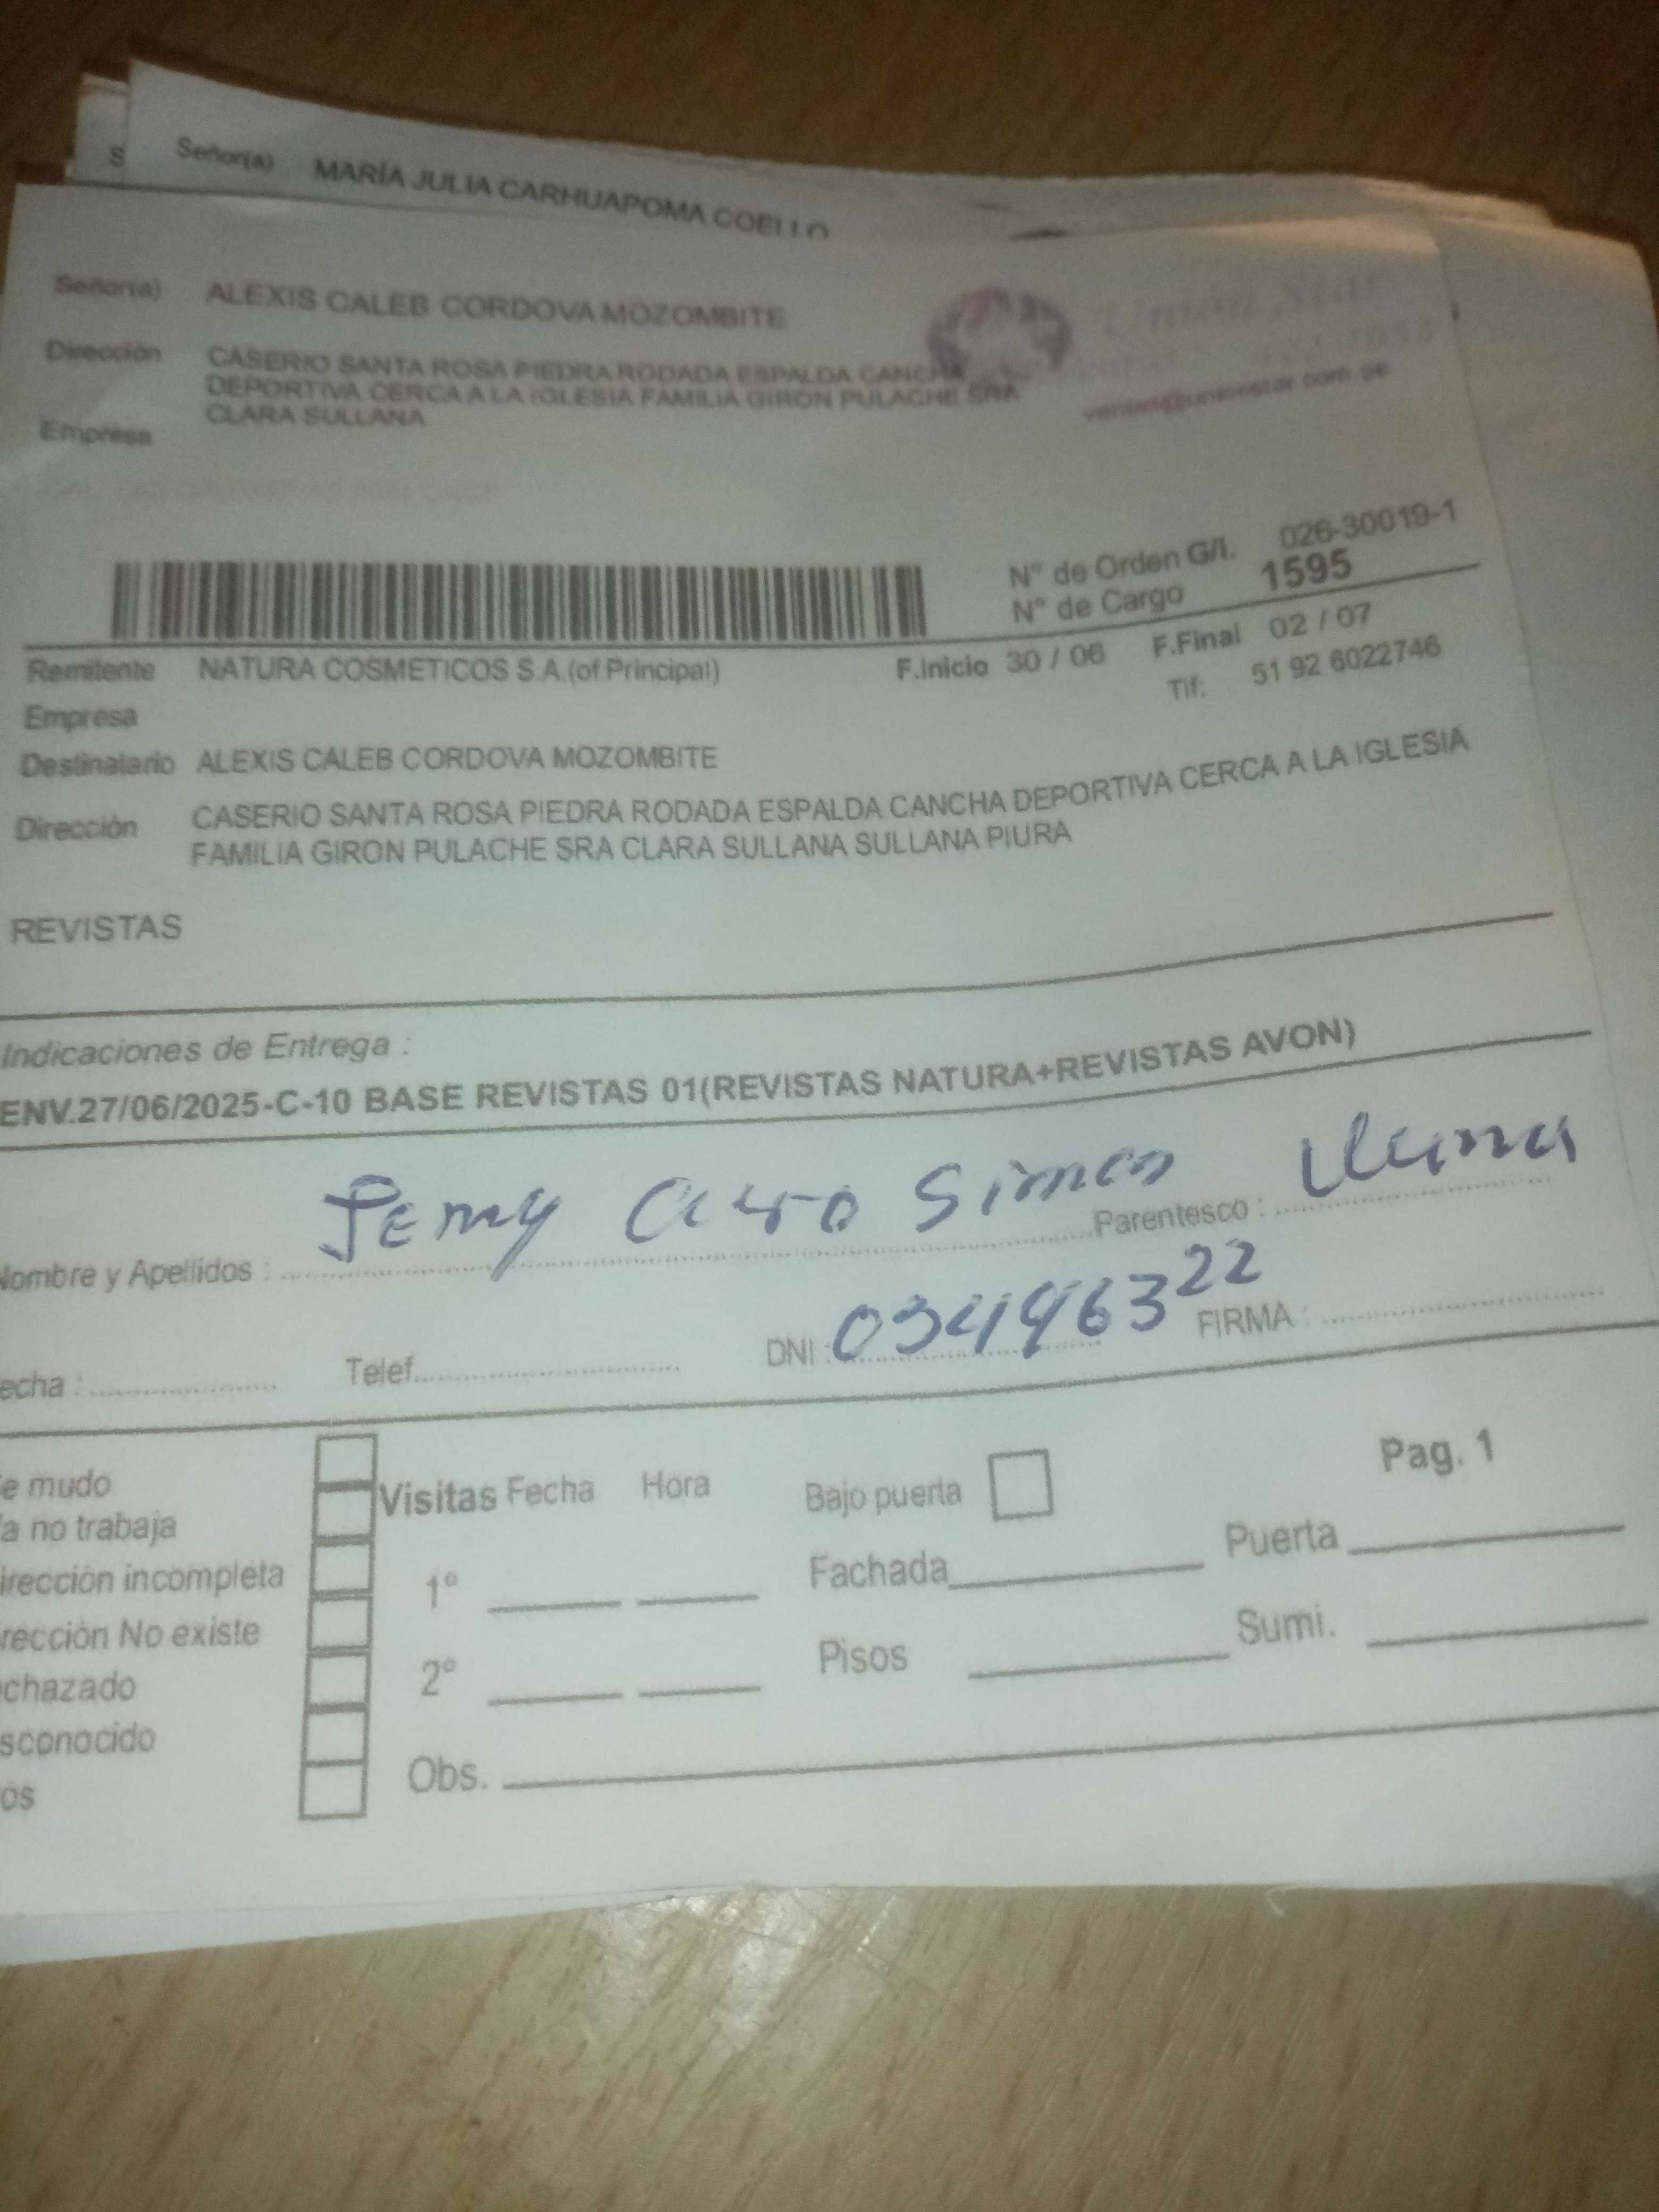 Señor(a) MARÍA JULIA CARHUAPOMA COELLO
Señor(a) ALEXIS CALEB CORDOVA MOZOMBITE
Union Star
Dirección CASERIO SANTA ROSA PIEDRA RODADA ESPALDA CANCHA
DEPORTIVA CERCA A LA IGLESIA FAMILIA GIRON PULACHE SRA
CLARA SULLANA
Empresa
N° de Orden G/I. 026-30019-1
N° de Cargo 1595
Remitente NATURA COSMETICOS S.A.(of.Principal) F.Inicio 30 / 06 F.Final 02 / 07
Empresa Tlf: 51 92 6022746
Destinatario ALEXIS CALEB CORDOVA MOZOMBITE
Dirección CASERIO SANTA ROSA PIEDRA RODADA ESPALDA CANCHA DEPORTIVA CERCA A LA IGLESIA
FAMILIA GIRON PULACHE SRA CLARA SULLANA SULLANA PIURA
REVISTAS
Indicaciones de Entrega :
ENV.27/06/2025-C-10 BASE REVISTAS 01(REVISTAS NATURA+REVISTAS AVON)
Nombre y Apellidos : Parentesco :
echa : Telef. DNI : FIRMA :
e mudo
a no trabaja
Visitas Fecha Hora Bajo puerta Pag. 1
irección incompleta 1° Fachada Puerta
rección No existe
chazado 2° Pisos Sumi.
sconocido
os Obs.